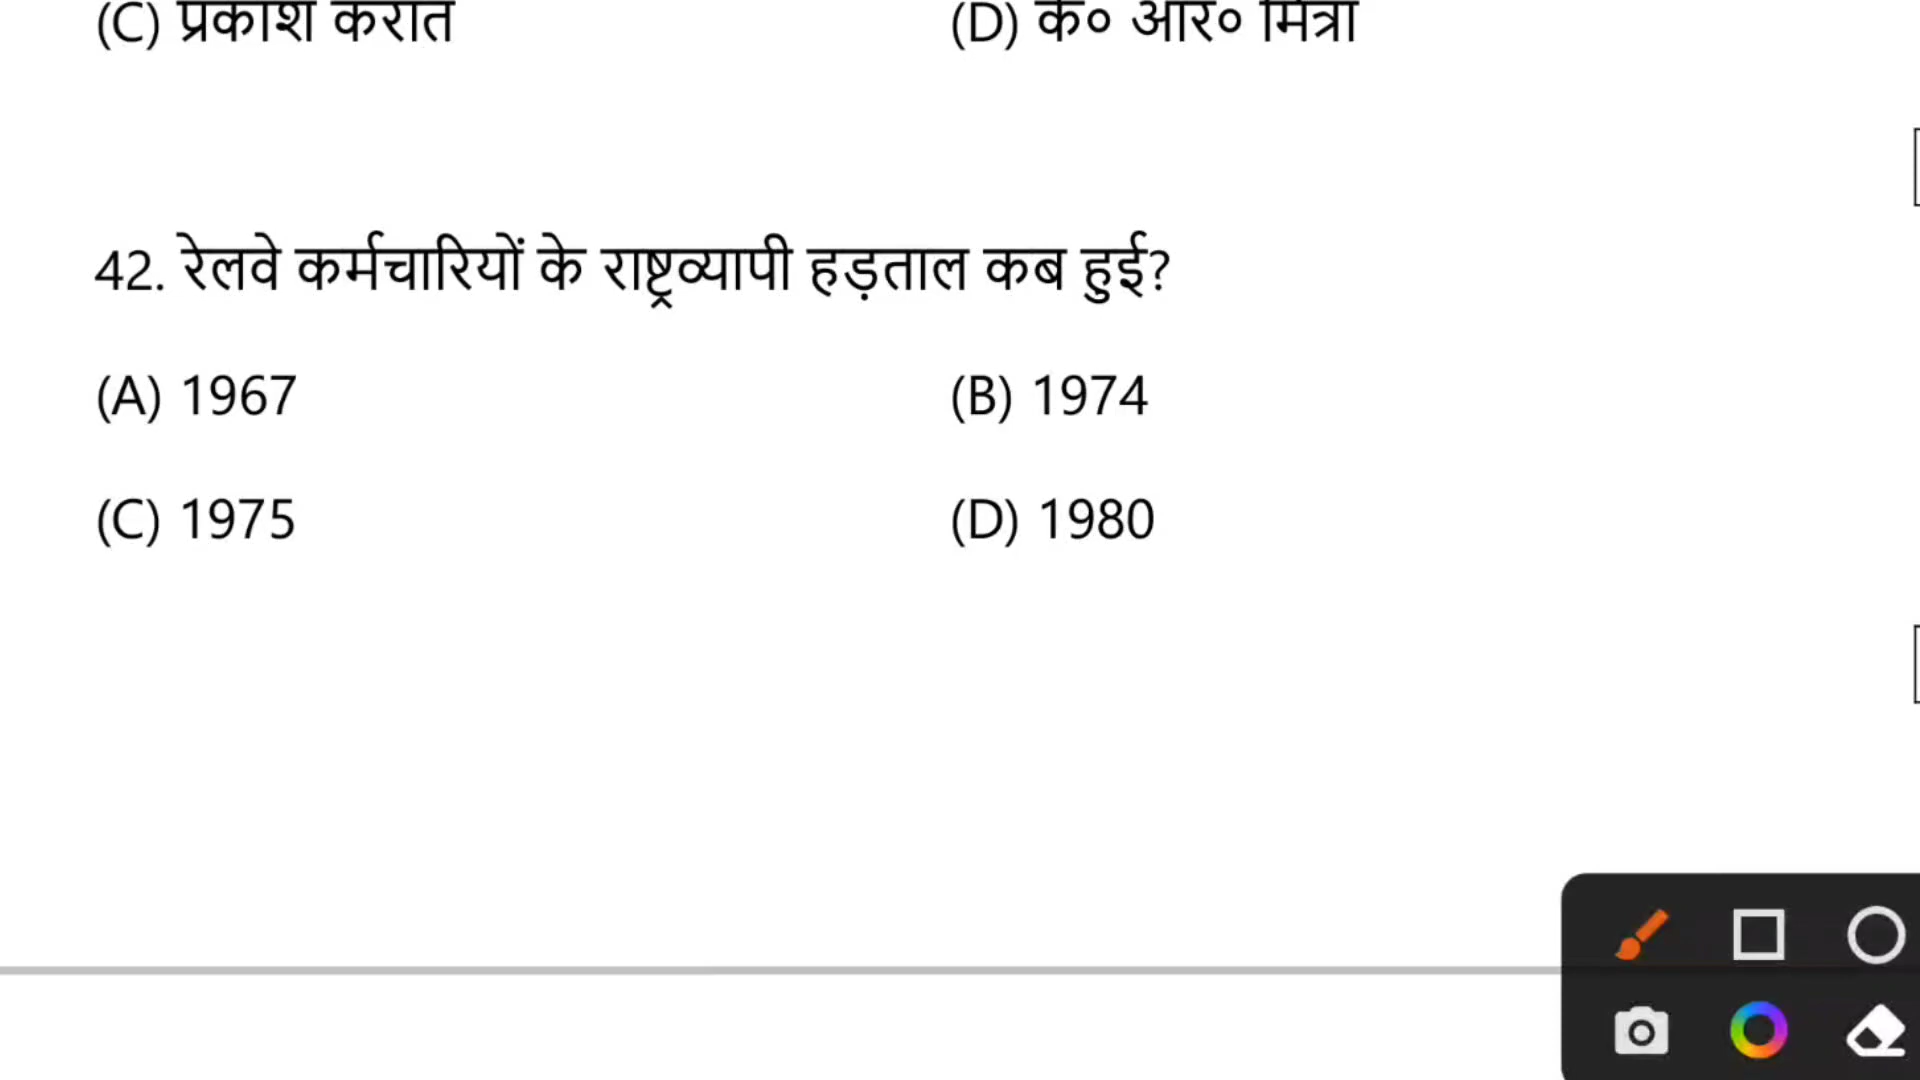 (C) प्रकाश करात (D) के० आर० मित्रा
42. रेलवे कर्मचारियों के राष्ट्रव्यापी हड़ताल कब हुई?
(A) 1967 (B) 1974
(C) 1975 (D) 1980